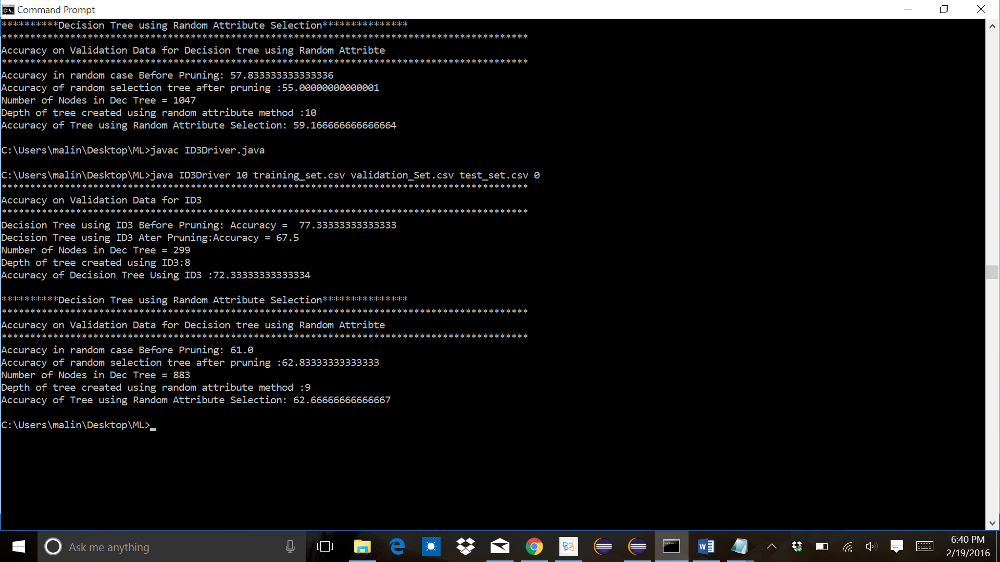 Command Prompt
**********Decision Tree using Random Attribute Selection***************
********************************************************************************************
Accuracy on Validation Data for Decision tree using Random Attribte
********************************************************************************************
Accuracy in random case Before Pruning: 57.833333333333336
Accuracy of random selection tree after pruning :55.00000000000001
Number of Nodes in Dec Tree = 1047
Depth of tree created using random attribute method :10
Accuracy of Tree using Random Attribute Selection: 59.166666666666664
C:\Users\malin\Desktop\ML>javac ID3Driver.java
C:\Users\malin\Desktop\ML>java ID3Driver 10 training_set.csv validation_Set.csv test_set.csv 0
********************************************************************************************
Accuracy on Validation Data for ID3
********************************************************************************************
Decision Tree using ID3 Before Pruning: Accuracy =  77.33333333333333
Decision Tree using ID3 Ater Pruning:Accuracy = 67.5
Number of Nodes in Dec Tree = 299
Depth of tree created using ID3:8
Accuracy of Decision Tree Using ID3 :72.33333333333334
**********Decision Tree using Random Attribute Selection***************
********************************************************************************************
Accuracy on Validation Data for Decision tree using Random Attribte
********************************************************************************************
Accuracy in random case Before Pruning: 61.0
Accuracy of random selection tree after pruning :62.83333333333333
Number of Nodes in Dec Tree = 883
Depth of tree created using random attribute method :9
Accuracy of Tree using Random Attribute Selection: 62.66666666666667
C:\Users\malin\Desktop\ML>
Ask me anything
6:40 PM
2/19/2016